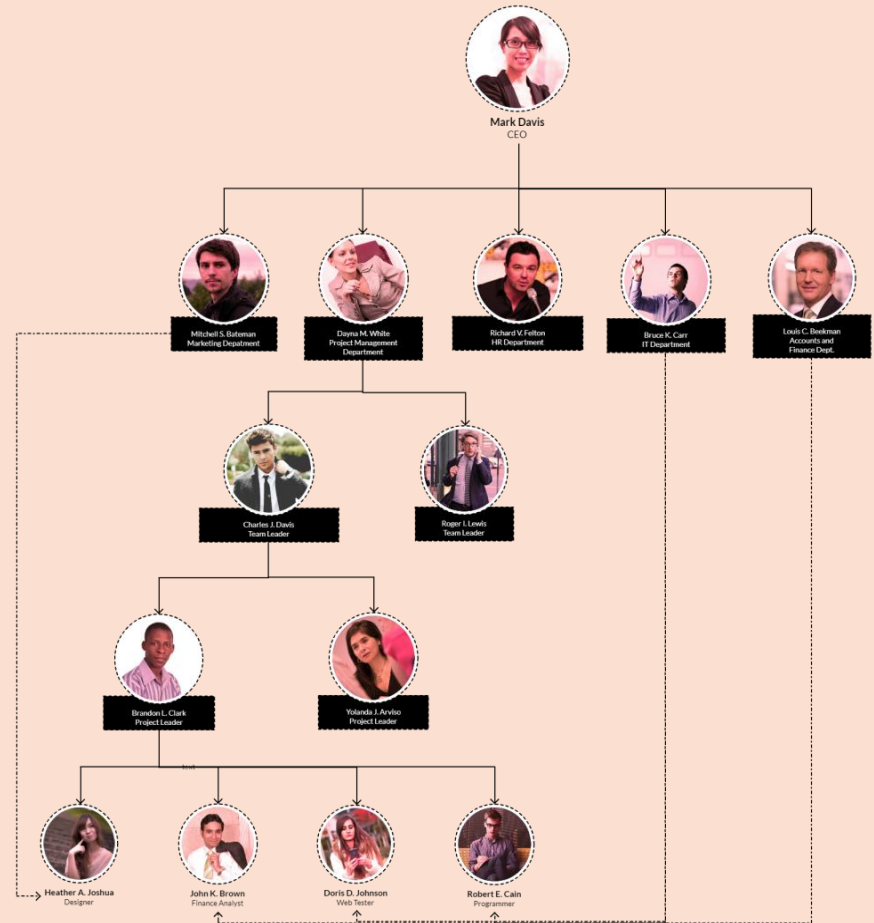 Mark Davis
CEO
Mitchell S. Bateman
Marketing Depatment
Dayna M. White
Project Management
Department
Richard V. Felton
HR Department
Bruce K. Carr
IT Department
Louis C. Beekman
Accounts and
Finance Dept.
Charles J. Davis
Team Leader
Roger I. Lewis
Team Leader
Brandon L. Clark
Project Leader
Yolanda J. Arviso
Project Leader
text
Heather A. Joshua
Designer
John K. Brown
Finance Analyst
Doris D. Johnson
Web Tester
Robert E. Cain
Programmer